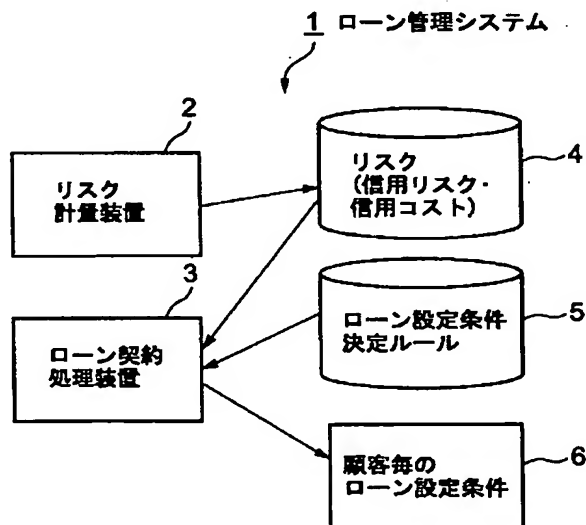 1 ローン管理システム
2
リスク
計量装置
4
リスク
(信用リスク・
信用コスト)
3
ローン契約
処理装置
5
ローン設定条件
決定ルール
6
顧客毎の
ローン設定条件